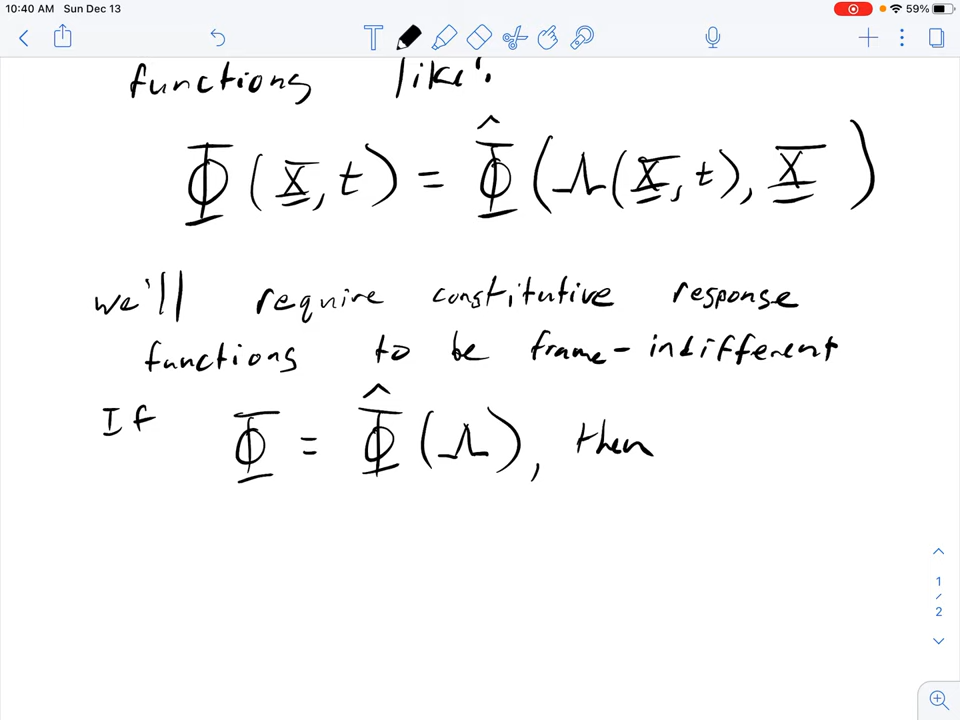 10:40 AM Sun Dec 13
59%
T
functions like:
Φ(X, t) = Φ̂(Λ(X, t), X)
we'll require constitutive response
functions to be frame-indifferent
If Φ = Φ̂(Λ), then
1
/
2